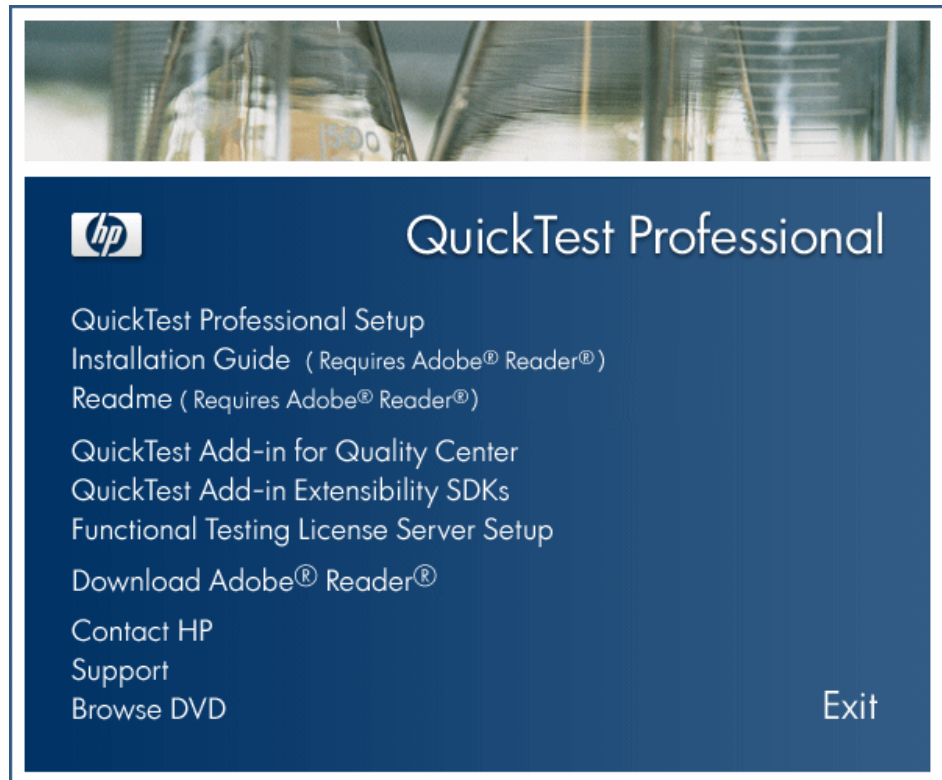 1500
hp
QuickTest Professional
QuickTest Professional Setup
Installation Guide ( Requires Adobe® Reader®)
Readme ( Requires Adobe® Reader®)
QuickTest Add-in for Quality Center
QuickTest Add-in Extensibility SDKs
Functional Testing License Server Setup
Download Adobe® Reader®
Contact HP
Support
Browse DVD
Exit